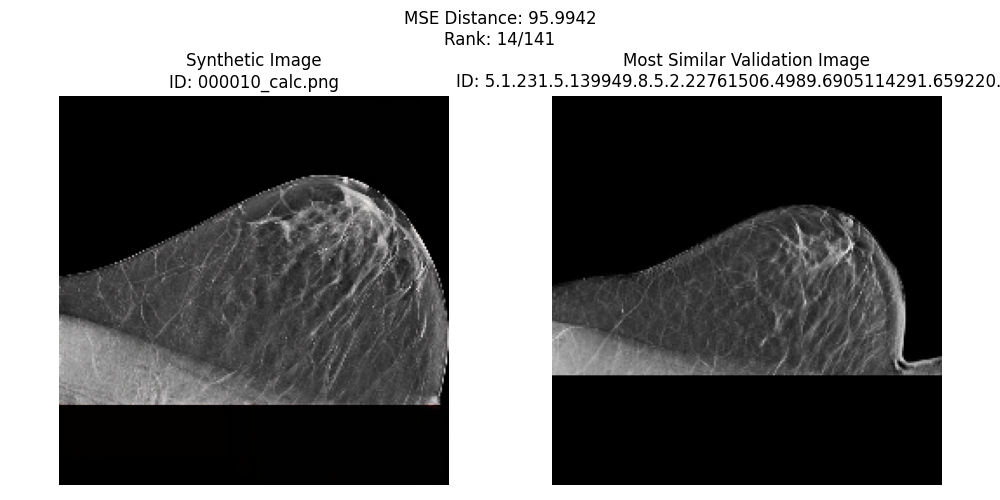 MSE Distance: 95.9942
Rank: 14/141
Synthetic Image
ID: 000010_calc.png
Most Similar Validation Image
ID: 5.1.231.5.139949.8.5.2.22761506.4989.6905114291.659220.